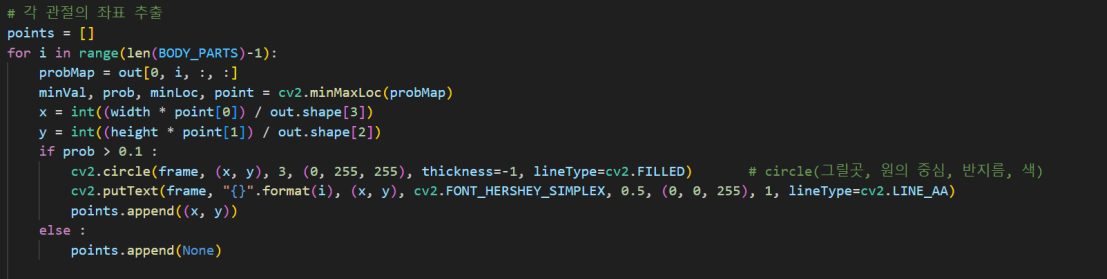 # 각 관절의 좌표 추출
points = []
for i in range(len(BODY_PARTS)-1):
    probMap = out[0, i, :, :]
    minVal, prob, minLoc, point = cv2.minMaxLoc(probMap)
    x = int((width * point[0]) / out.shape[3])
    y = int((height * point[1]) / out.shape[2])
    if prob > 0.1 :
        cv2.circle(frame, (x, y), 3, (0, 255, 255), thickness=-1, lineType=cv2.FILLED)       # circle(그릴곳, 원의 중심, 반지름, 색)
        cv2.putText(frame, "{}".format(i), (x, y), cv2.FONT_HERSHEY_SIMPLEX, 0.5, (0, 0, 255), 1, lineType=cv2.LINE_AA)
        points.append((x, y))
    else :
        points.append(None)